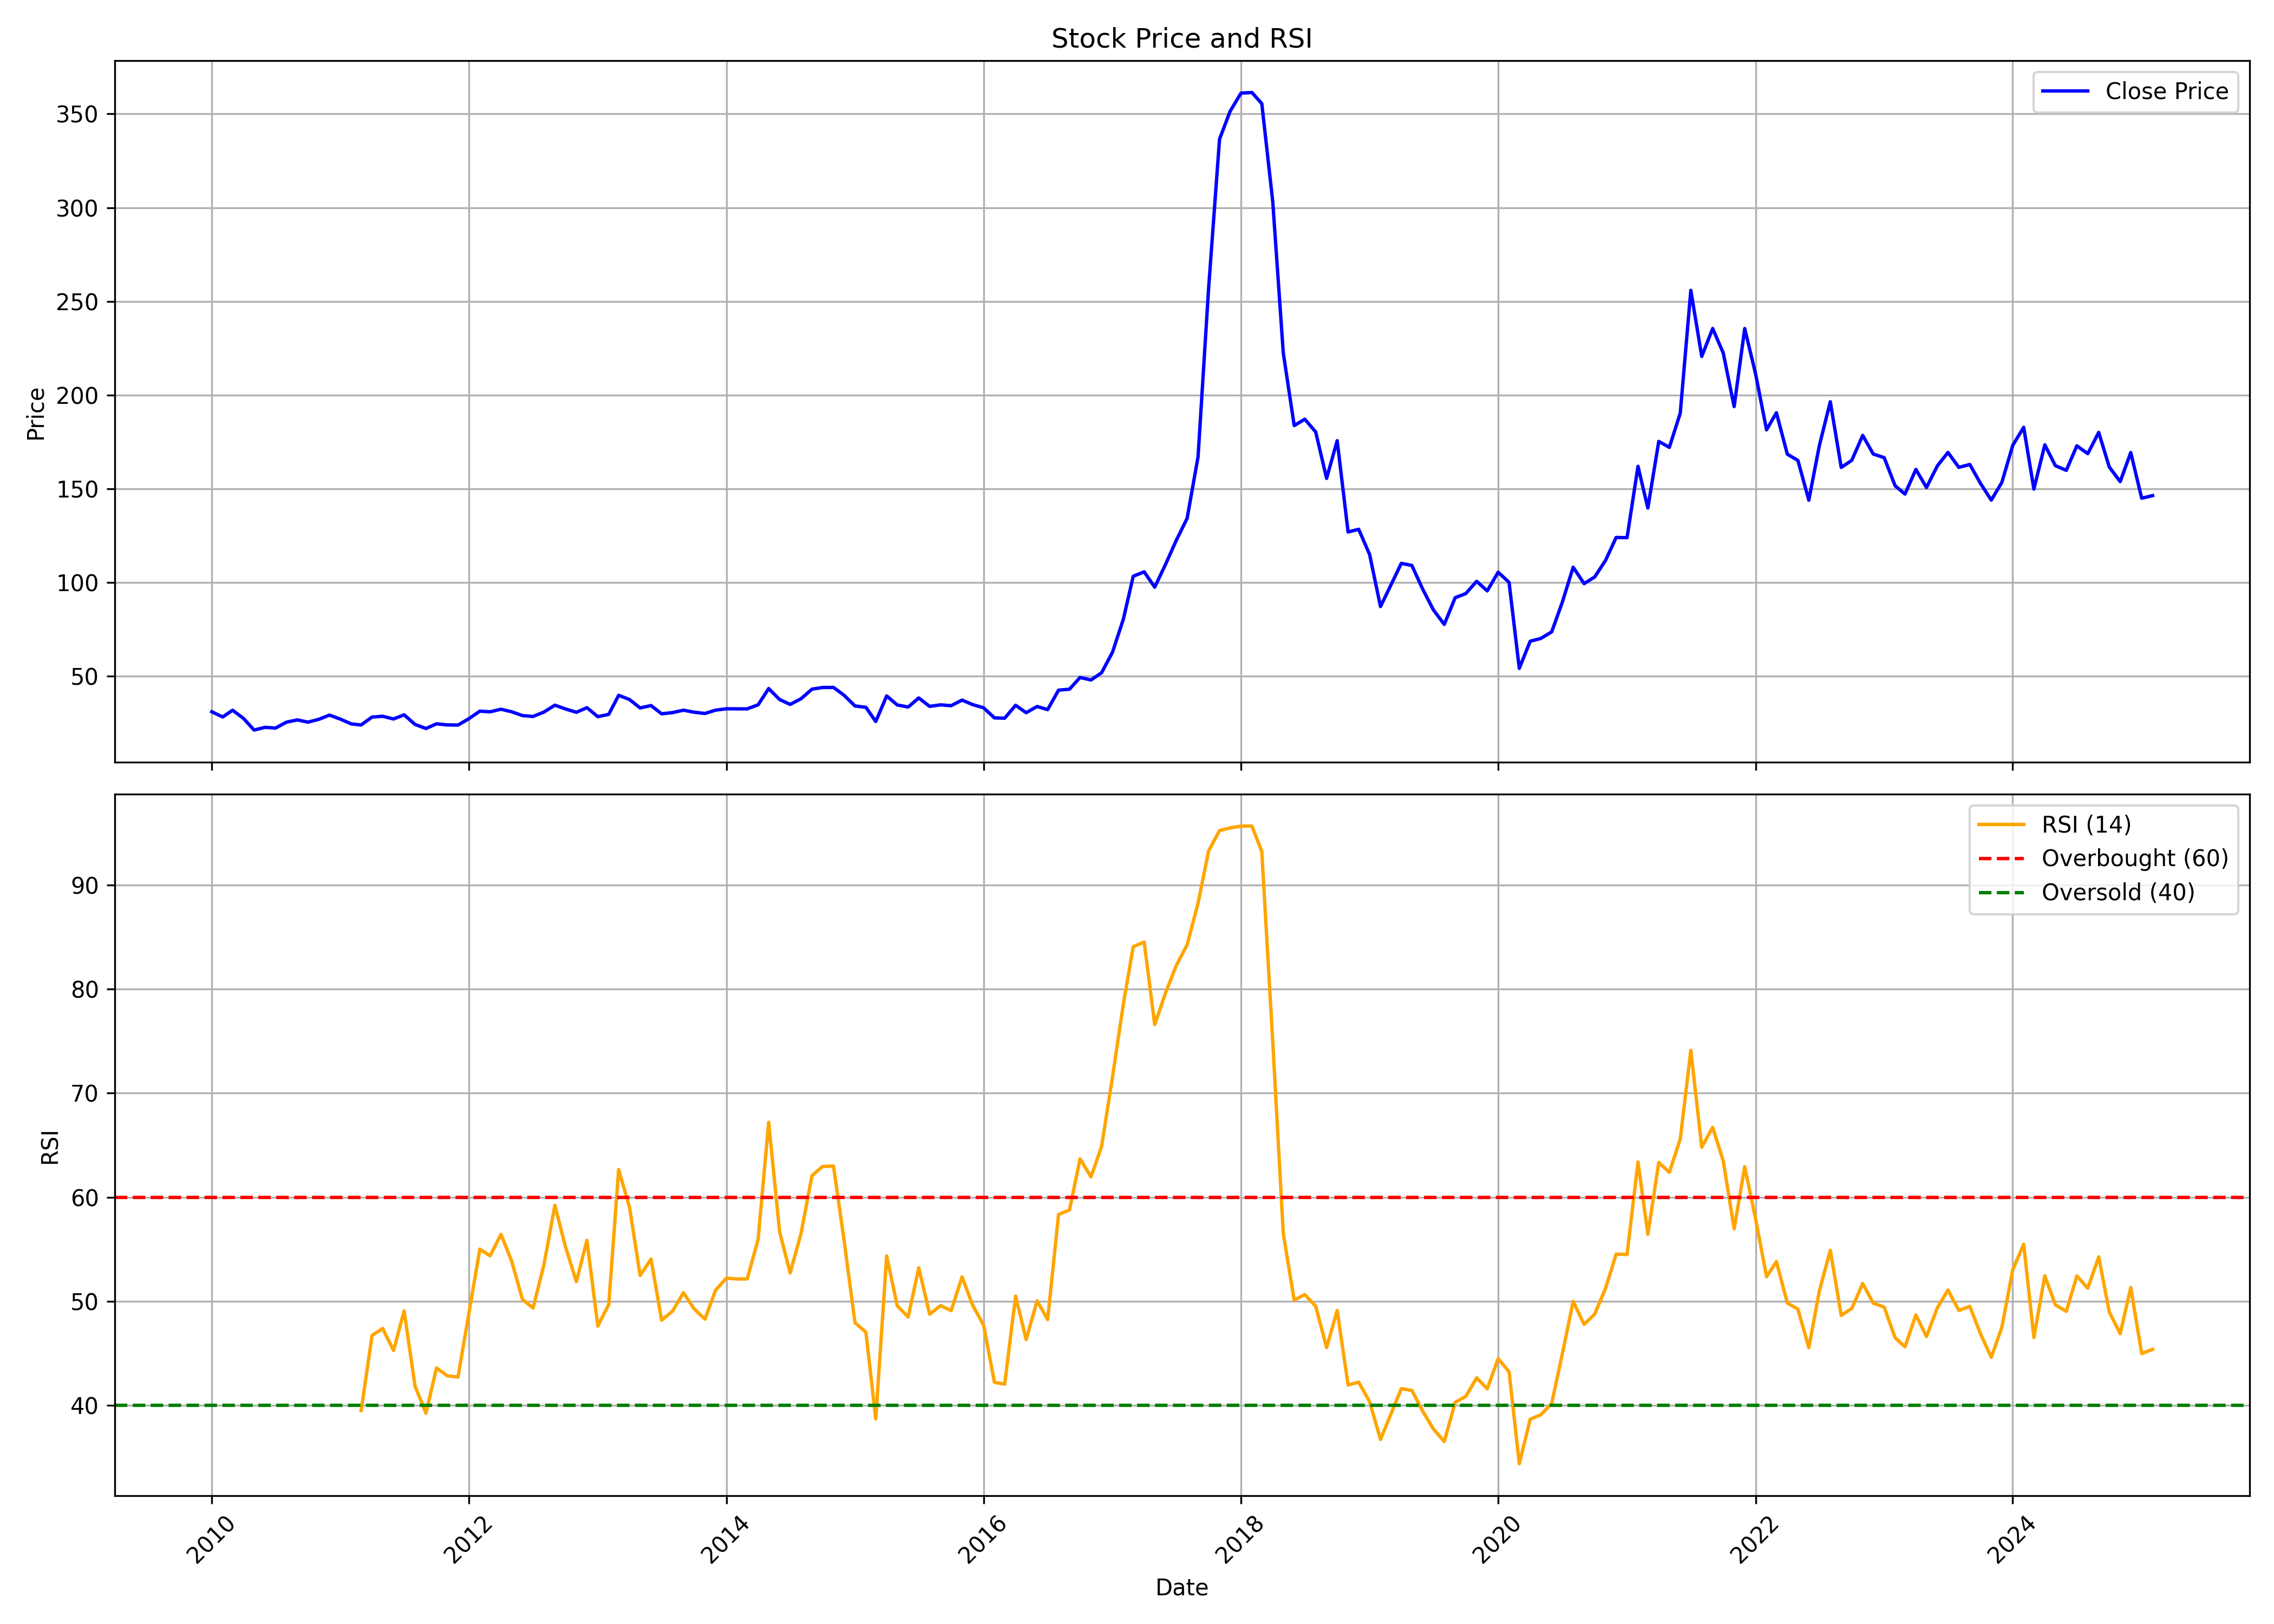 Stock Price and RSI
Close Price
350
300
250
200
150
100
50
Price
RSI (14)
Overbought (60)
Oversold (40)
90
80
70
60
50
40
RSI
2010
2012
2014
2016
2018
2020
2022
2024
Date